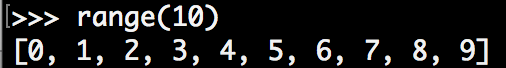 >>> range(10)
[0, 1, 2, 3, 4, 5, 6, 7, 8, 9]